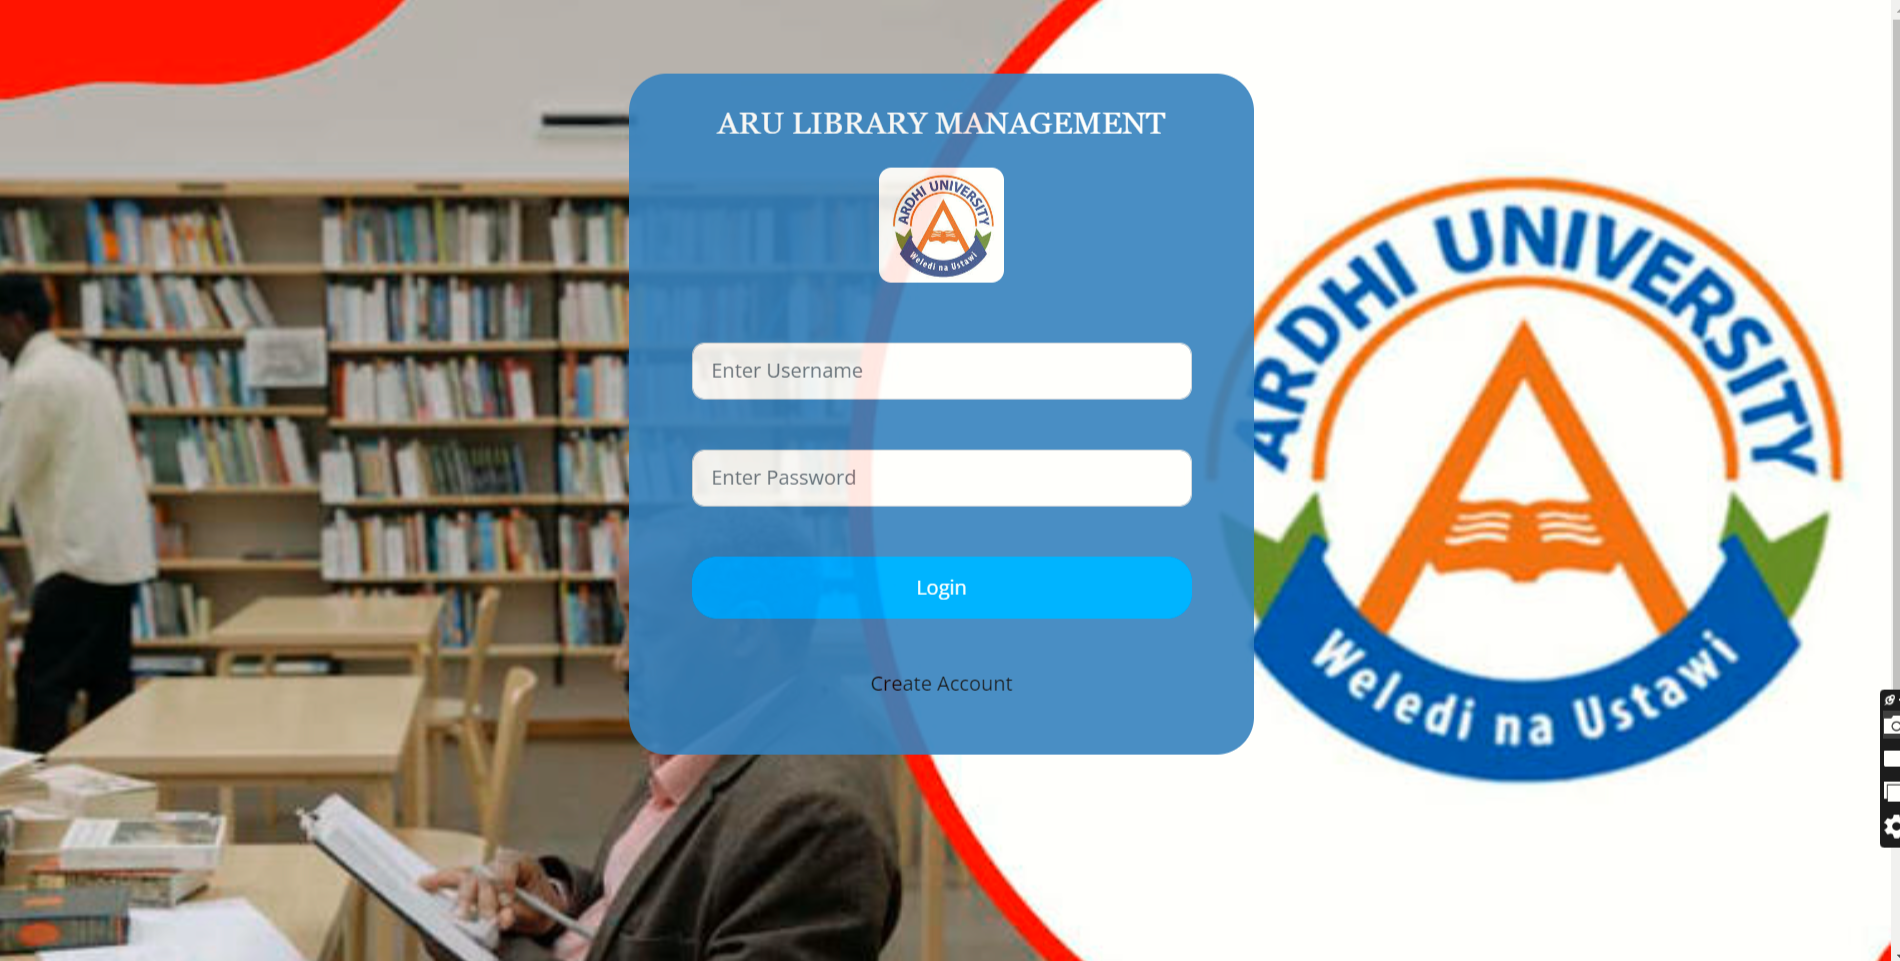 ARU LIBRARY MANAGEMENT
ARDHI UNIVERSITY
Weledi na Ustawi
Enter Username
Enter Password
Login
Create Account
ARDHI UNIVERSITY
Weledi na Ustawi